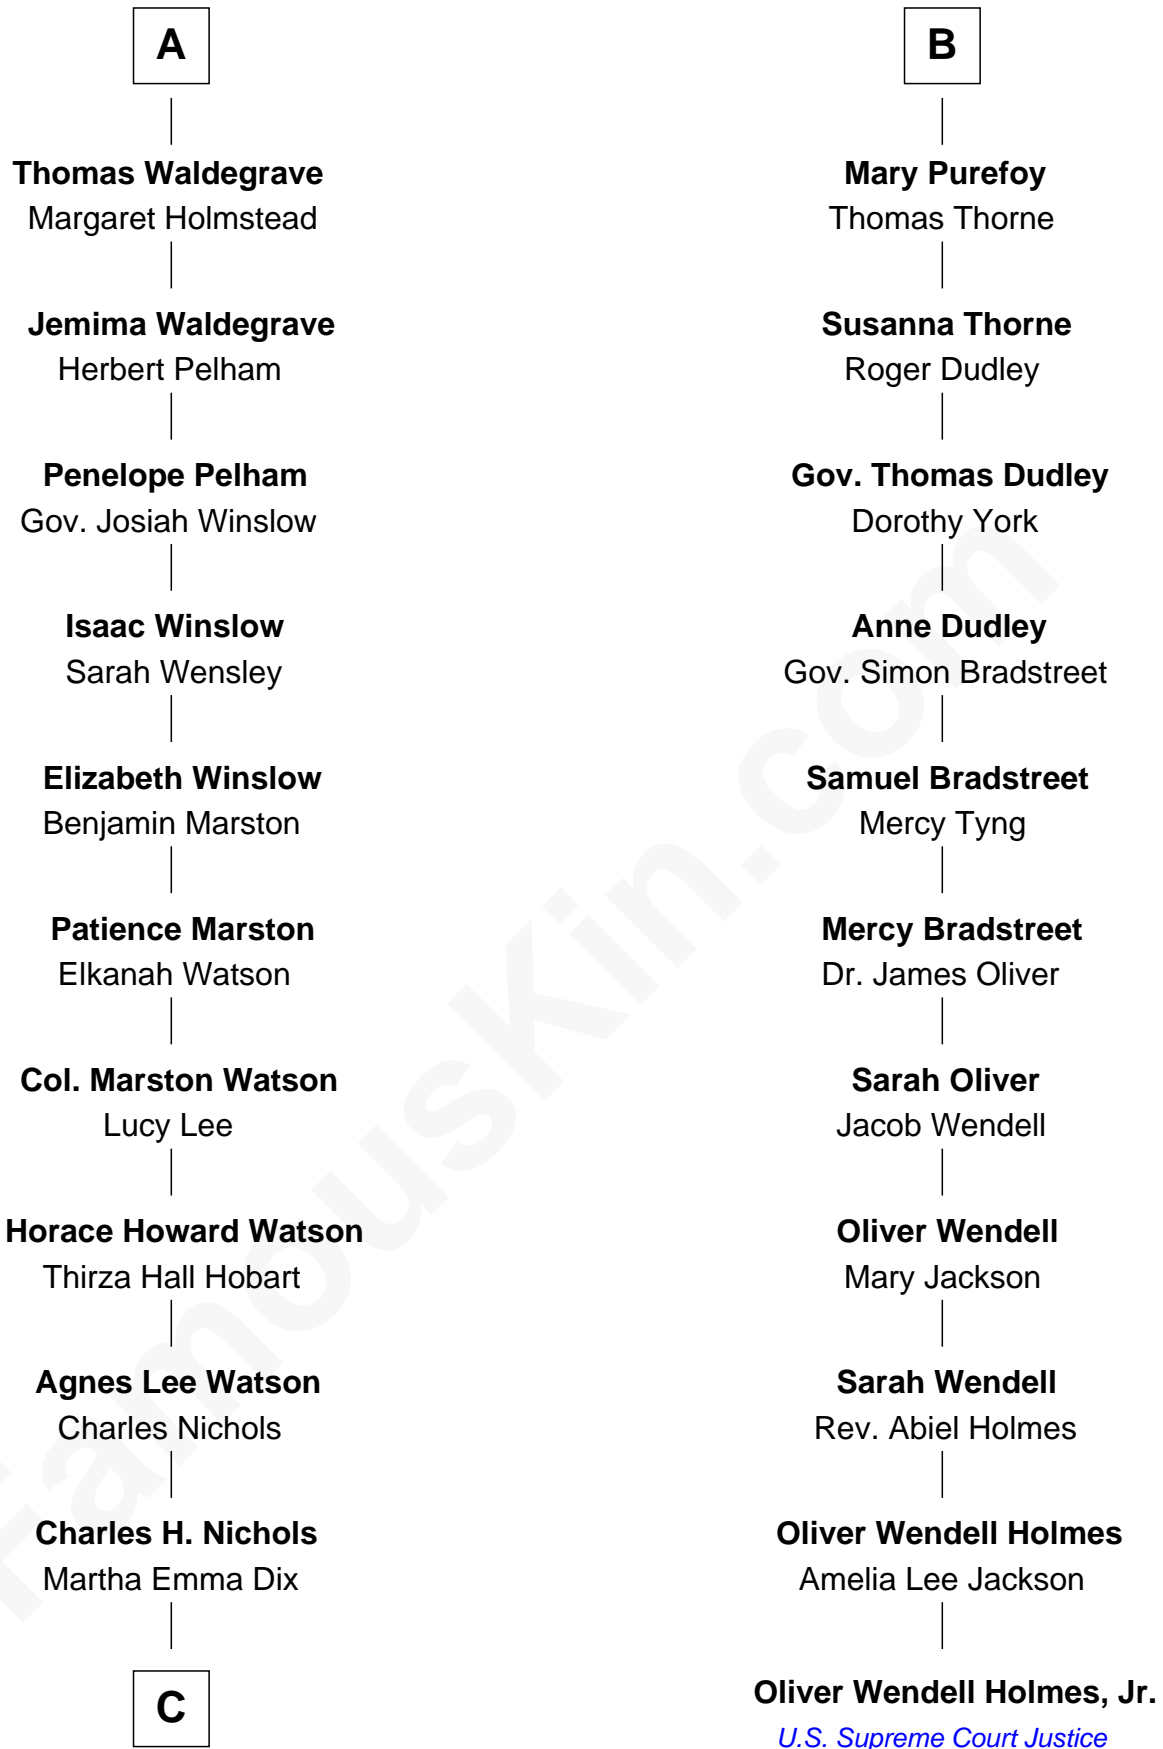 A
Thomas Waldegrave
Margaret Holmstead
Jemima Waldegrave
Herbert Pelham
Penelope Pelham
Gov. Josiah Winslow
Isaac Winslow
Sarah Wensley
Elizabeth Winslow
Benjamin Marston
Patience Marston
Elkanah Watson
Col. Marston Watson
Lucy Lee
Horace Howard Watson
Thirza Hall Hobart
Agnes Lee Watson
Charles Nichols
Charles H. Nichols
Martha Emma Dix
C
B
Mary Purefoy
Thomas Thorne
Susanna Thorne
Roger Dudley
Gov. Thomas Dudley
Dorothy York
Anne Dudley
Gov. Simon Bradstreet
Samuel Bradstreet
Mercy Tyng
Mercy Bradstreet
Dr. James Oliver
Sarah Oliver
Jacob Wendell
Oliver Wendell
Mary Jackson
Sarah Wendell
Rev. Abiel Holmes
Oliver Wendell Holmes
Amelia Lee Jackson
Oliver Wendell Holmes, Jr.
U.S. Supreme Court Justice
FamousKin.com